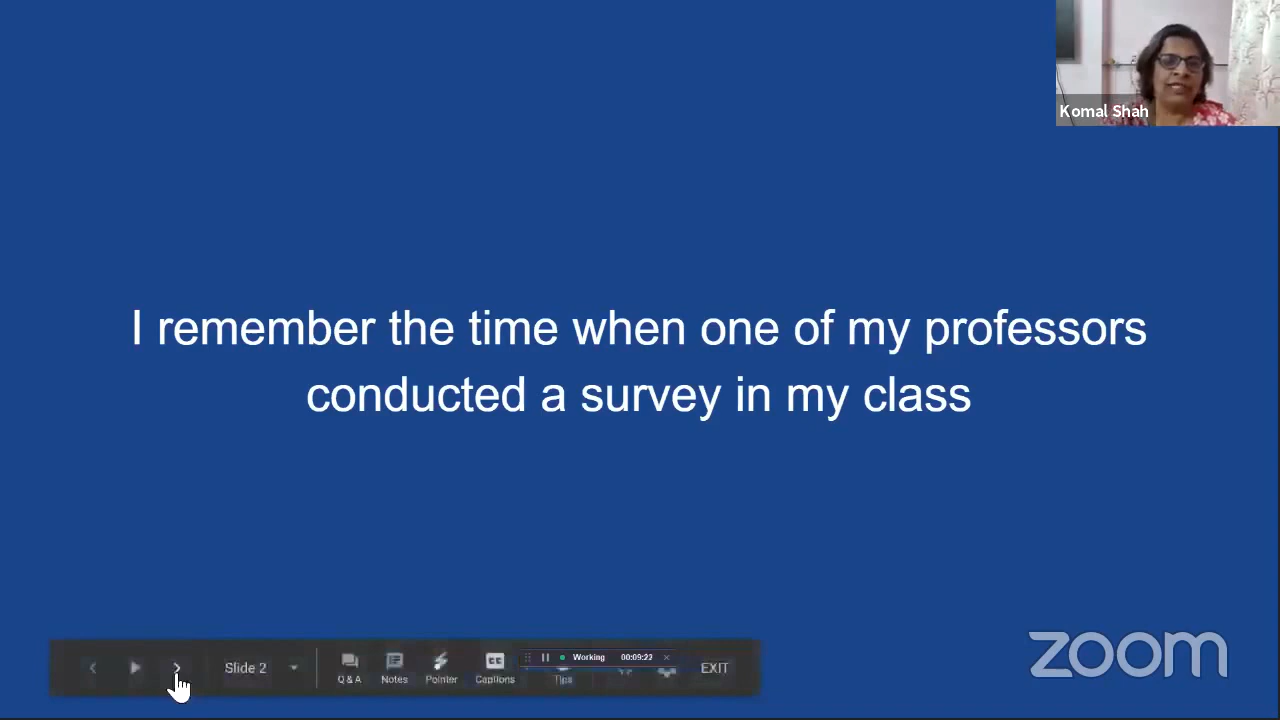 Komal Shah
I remember the time when one of my professors
conducted a survey in my class
zoom
Slide 2
Q & A
Notes
Pointer
Captions
Working
00:09:22
Tips
EXIT